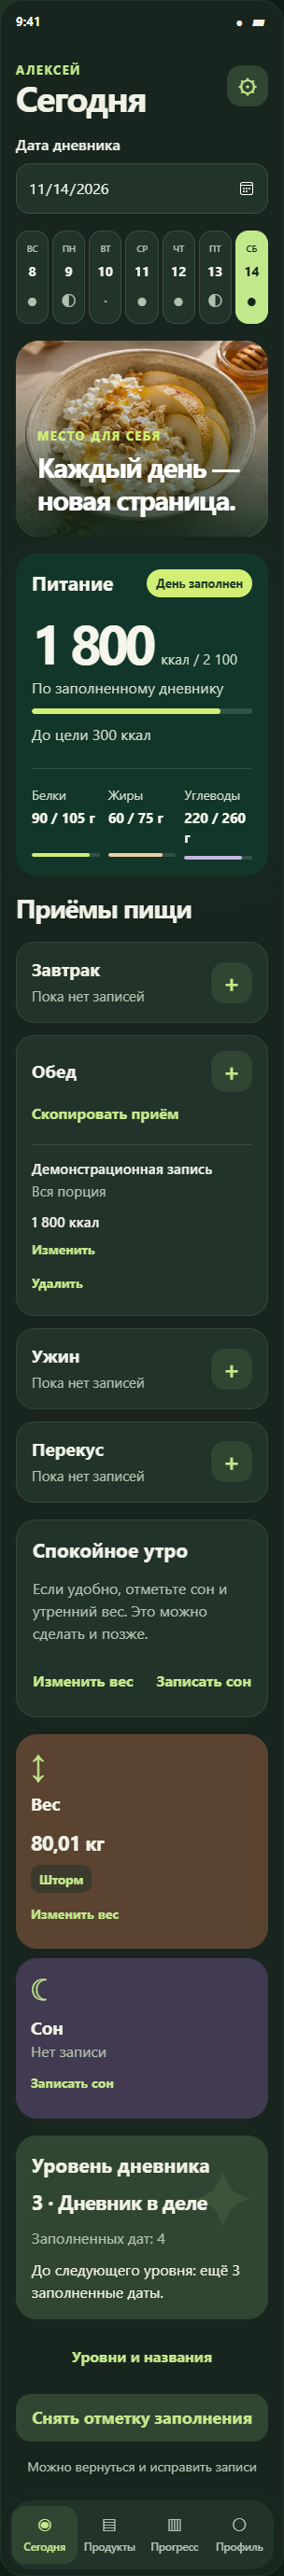 9:41
АЛЕКСЕЙ
Сегодня
Дата дневника
11/14/2026
ВС ПН ВТ СР ЧТ ПТ СБ
8 9 10 11 12 13 14
МЕСТО ДЛЯ СЕБЯ
Каждый день —
новая страница.
Питание
День заполнен
1 800 ккал / 2 100
По заполненному дневнику
До цели 300 ккал
Белки Жиры Углеводы
90 / 105 г 60 / 75 г 220 / 260
г
Приёмы пищи
Завтрак
Пока нет записей
+
Обед
+
Скопировать приём
Демонстрационная запись
Вся порция
1 800 ккал
Изменить
Удалить
Ужин
Пока нет записей
+
Перекус
Пока нет записей
+
Спокойное утро
Если удобно, отметьте сон и
утренний вес. Это можно
сделать и позже.
Изменить вес Записать сон
Вес
80,01 кг
Шторм
Изменить вес
Сон
Нет записи
Записать сон
Уровень дневника
3 · Дневник в деле
Заполненных дат: 4
До следующего уровня: ещё 3
заполненные даты.
Уровни и названия
Снять отметку заполнения
Можно вернуться и исправить записи
Сегодня Продукты Прогресс Профиль